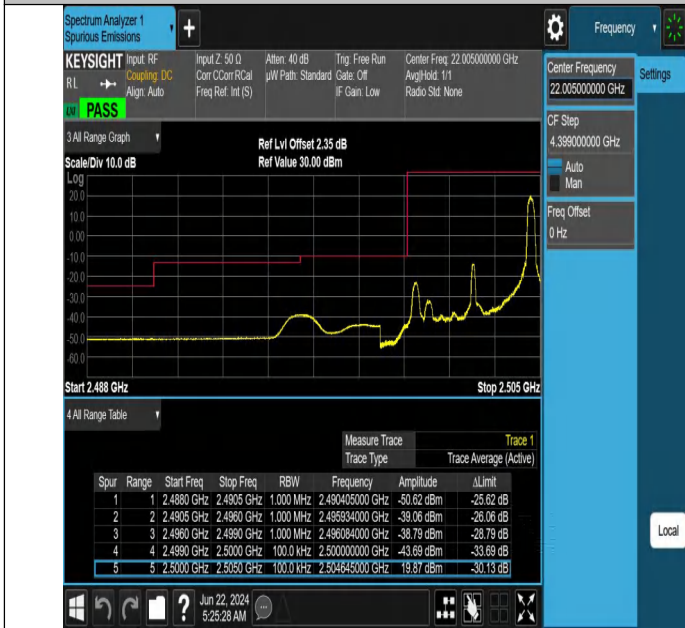 Spectrum Analyzer 1
Spurious Emissions
Frequency
KEYSIGHT
RL
Input: RF
Coupling: DC
Align: Auto
Input Z: 50 Ω
Corr CCorr RCal
Freq Ref: Int (S)
Atten: 40 dB
µW Path: Standard
Trig: Free Run
Gate: Off
IF Gain: Low
Center Freq: 22.005000000 GHz
Avg|Hold: 1/1
Radio Std: None
PASS
Center Frequency
22.005000000 GHz
Settings
CF Step
4.399000000 GHz
Auto
Man
Freq Offset
0 Hz
3 All Range Graph
Scale/Div 10.0 dB
Ref Lvl Offset 2.35 dB
Ref Value 30.00 dBm
Log
20.0
10.0
0.00
-10.0
-20.0
-30.0
-40.0
-50.0
-60.0
Start 2.488 GHz
Stop 2.505 GHz
4 All Range Table
Measure Trace Trace 1
Trace Type Trace Average (Active)
Spur Range Start Freq Stop Freq RBW Frequency Amplitude ΔLimit
1 1 2.4880 GHz 2.4905 GHz 1.000 MHz 2.490405000 GHz -50.62 dBm -25.62 dB
2 2 2.4905 GHz 2.4960 GHz 1.000 MHz 2.495934000 GHz -39.06 dBm -26.06 dB
3 3 2.4960 GHz 2.4990 GHz 1.000 MHz 2.496084000 GHz -38.79 dBm -28.79 dB
4 4 2.4990 GHz 2.5000 GHz 100.0 kHz 2.500000000 GHz -43.69 dBm -33.69 dB
5 5 2.5000 GHz 2.5050 GHz 100.0 kHz 2.504645000 GHz 19.87 dBm -30.13 dB
Local
?
Jun 22, 2024
5:25:28 AM